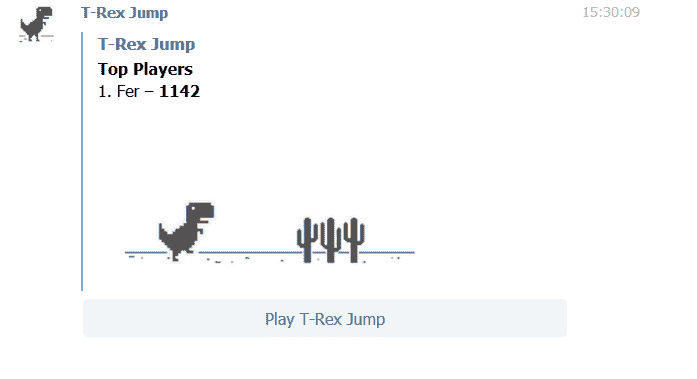 T-Rex Jump 15:30:09
T-Rex Jump
Top Players
1. Fer – 1142
Play T-Rex Jump